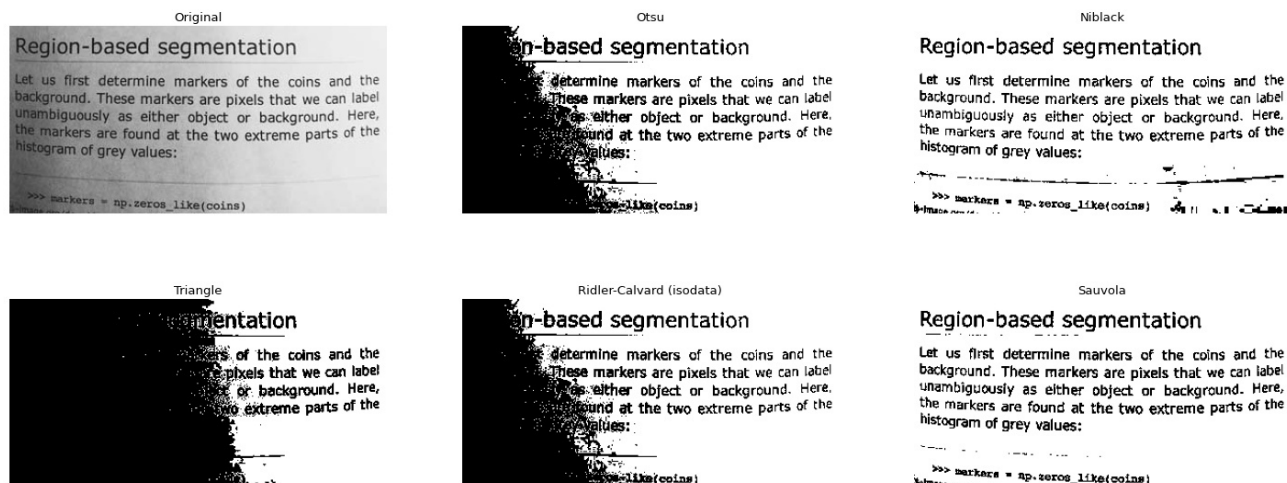 Original
Region-based segmentation
Let us first determine markers of the coins and the
background. These markers are pixels that we can label
unambiguously as either object or background. Here,
the markers are found at the two extreme parts of the
histogram of grey values:
>>> markers = np.zeros_like(coins)
Otsu
on-based segmentation
determine markers of the coins and the
These markers are pixels that we can label
as either object or background. Here,
found at the two extreme parts of the
values:
zeros_like(coins)
Niblack
Region-based segmentation
Let us first determine markers of the coins and the
background. These markers are pixels that we can label
unambiguously as either object or background. Here,
the markers are found at the two extreme parts of the
histogram of grey values:
>>> markers = np.zeros_like(coins)
Triangle
mentation
of the coins and the
pixels that we can label
or background. Here,
two extreme parts of the
Ridler-Calvard (isodata)
on-based segmentation
determine markers of the coins and the
These markers are pixels that we can label
as either object or background. Here,
found at the two extreme parts of the
values:
zeros_like(coins)
Sauvola
Region-based segmentation
Let us first determine markers of the coins and the
background. These markers are pixels that we can label
unambiguously as either object or background. Here,
the markers are found at the two extreme parts of the
histogram of grey values:
>>> markers = np.zeros_like(coins)